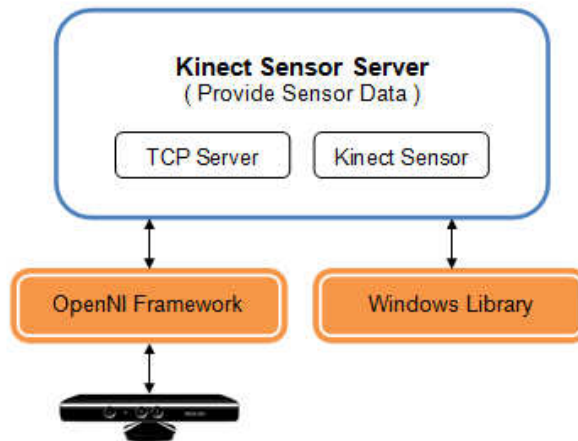 Kinect Sensor Server
( Provide Sensor Data )
TCP Server
Kinect Sensor
OpenNI Framework
Windows Library